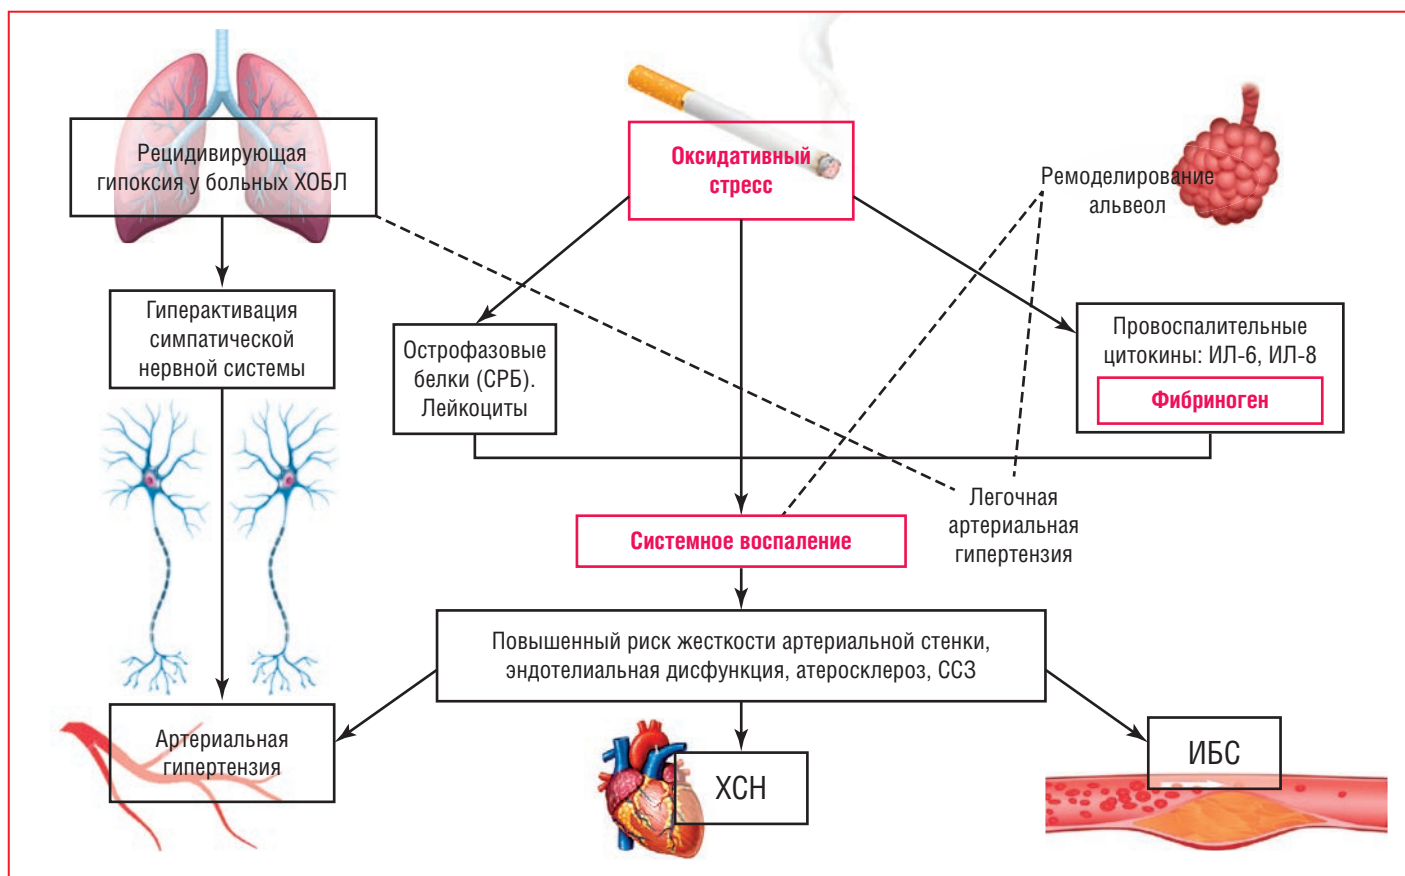 Рецидивирующая
гипоксия у больных ХОБЛ
Оксидативный
стресс
Ремоделирование
альвеол
Гиперактивация
симпатической
нервной системы
Острофазовые
белки (СРБ).
Лейкоциты
Провоспалительные
цитокины: ИЛ-6, ИЛ-8
Фибриноген
Легочная
артериальная
гипертензия
Системное воспаление
Повышенный риск жесткости артериальной стенки,
эндотелиальная дисфункция, атеросклероз, ССЗ
Артериальная
гипертензия
ХСН
ИБС